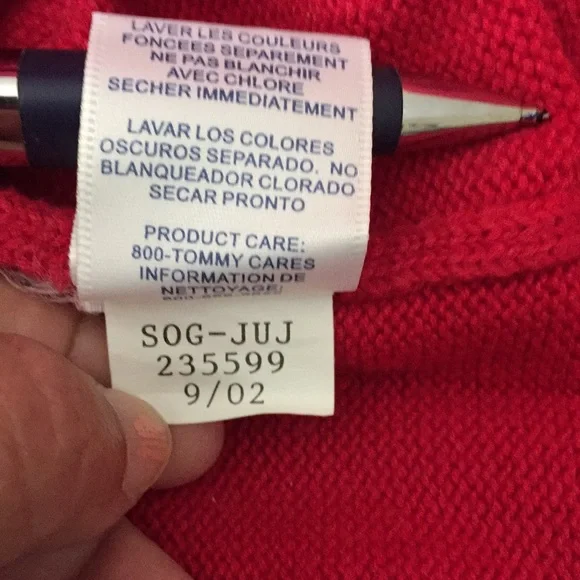 LAVER LES COULEURS
FONCEES SEPAREMENT
NE PAS BLANCHIR
AVEC CHLORE
SECHER IMMEDIATEMENT
LAVAR LOS COLORES
OSCUROS SEPARADO. NO
BLANQUEADOR CLORADO
SECAR PRONTO
PRODUCT CARE:
800-TOMMY CARES
INFORMATION DE
NETTOYAGE:
SOG-JUJ
235599
9/02